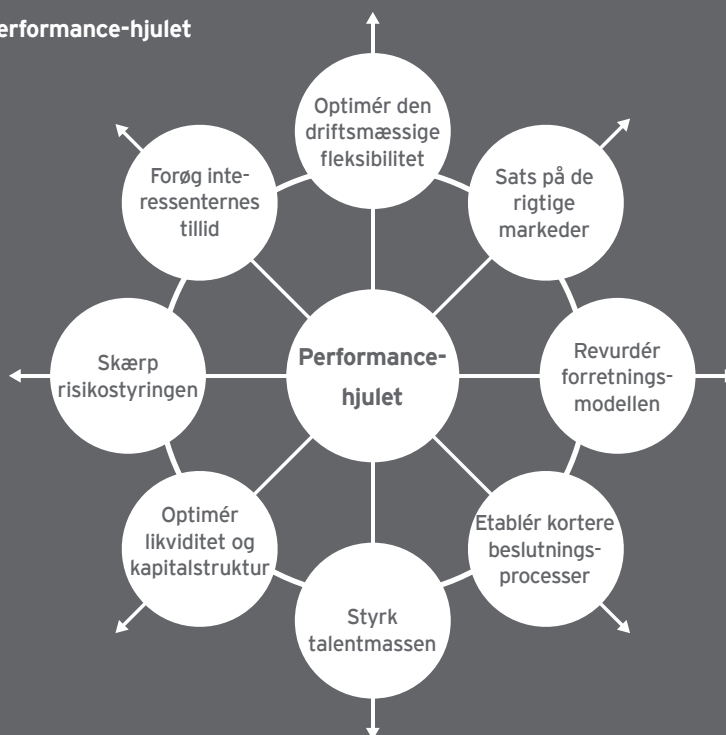 erformance-hjulet
Optimér den
driftsmæssige
fleksibilitet
Sats på de
rigtige
markeder
Revurdér
forretnings-
modellen
Etablér kortere
beslutnings-
processer
Styrk
talentmassen
Optimér
likviditet og
kapitalstruktur
Skærp
risikostyringen
Forøg inte-
ressenternes
tillid
Performance-
hjulet